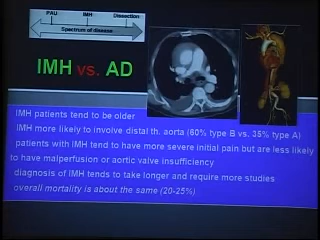 PAU IMH Dissection
Spectrum of disease
IMH vs. AD
IMH patients tend to be older
IMH more likely to involve distal th. aorta (60% type B vs. 35% type A)
patients with IMH tend to have more severe initial pain but are less likely
to have malperfusion or aortic valve insufficiency
diagnosis of IMH tends to take longer and require more studies
overall mortality is about the same (20-25%)